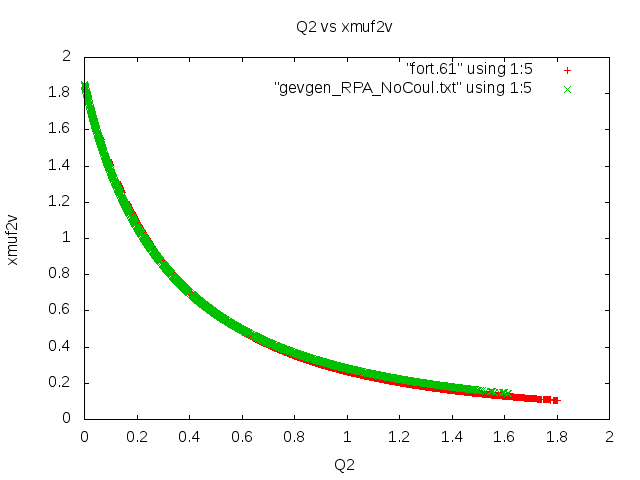 Q2 vs xmuf2v
"fort.61" using 1:5
"gevgen_RPA_NoCoul.txt" using 1:5
2
1.8
1.6
1.4
1.2
1
0.8
0.6
0.4
0.2
0
xmuf2v
0 0.2 0.4 0.6 0.8 1 1.2 1.4 1.6 1.8 2
Q2